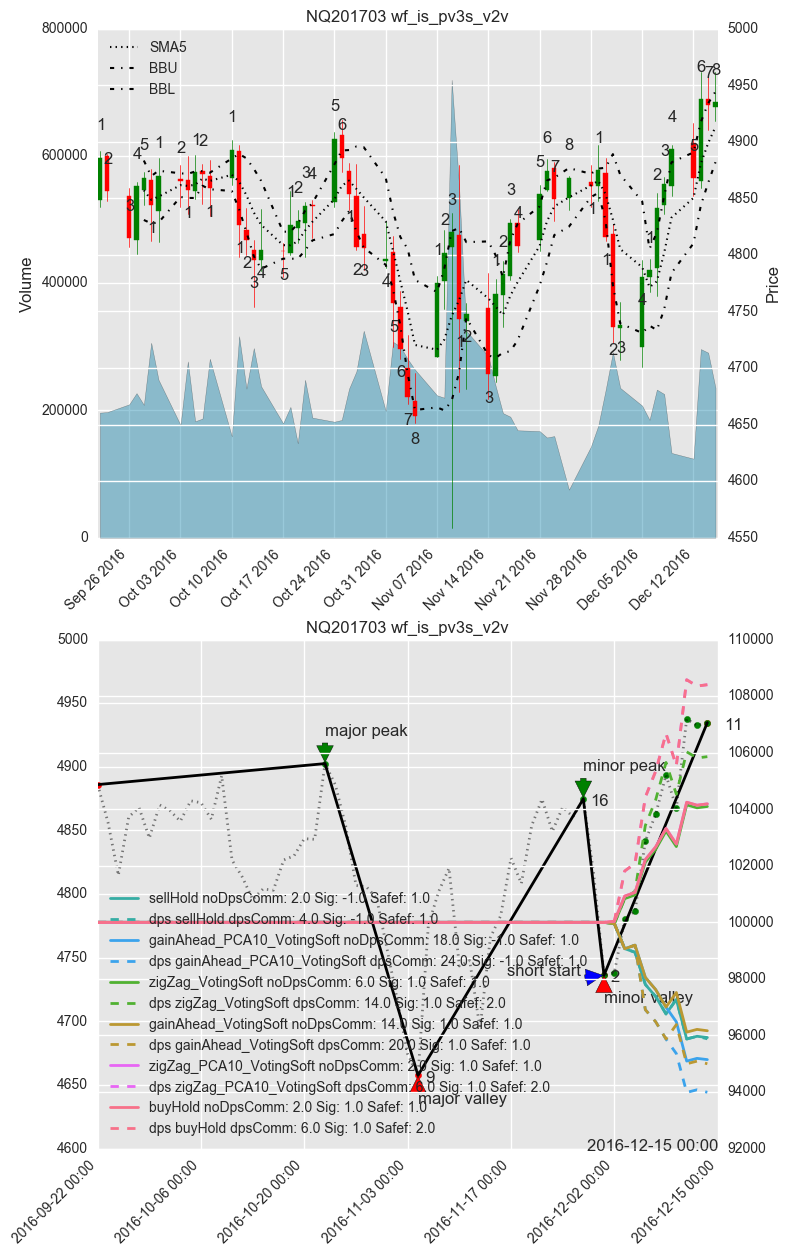 NQ201703 wf_is_pv3s_v2v
800000
600000
400000
200000
0
Volume
SMA5
BBU
BBL
5000
4950
4900
4850
4800
4750
4700
4650
4600
4550
Price
Sep 26 2016
Oct 03 2016
Oct 10 2016
Oct 17 2016
Oct 24 2016
Oct 31 2016
Nov 07 2016
Nov 14 2016
Nov 21 2016
Nov 28 2016
Dec 05 2016
Dec 12 2016
NQ201703 wf_is_pv3s_v2v
5000
4950
4900
4850
4800
4750
4700
4650
4600
110000
108000
106000
104000
102000
100000
98000
96000
94000
92000
major peak
minor peak
11
16
short start
2
minor valley
9
major valley
sellHold noDpsComm: 2.0 Sig: -1.0 Safef: 1.0
dps sellHold dpsComm: 4.0 Sig: -1.0 Safef: 1.0
gainAhead_PCA10_VotingSoft noDpsComm: 18.0 Sig: -1.0 Safef: 1.0
dps gainAhead_PCA10_VotingSoft dpsComm: 24.0 Sig: -1.0 Safef: 1.0
zigZag_VotingSoft noDpsComm: 6.0 Sig: 1.0 Safef: 1.0
dps zigZag_VotingSoft dpsComm: 14.0 Sig: 1.0 Safef: 2.0
gainAhead_VotingSoft noDpsComm: 14.0 Sig: 1.0 Safef: 1.0
dps gainAhead_VotingSoft dpsComm: 20.0 Sig: 1.0 Safef: 1.0
zigZag_PCA10_VotingSoft noDpsComm: 2.0 Sig: 1.0 Safef: 1.0
dps zigZag_PCA10_VotingSoft dpsComm: 6.0 Sig: 1.0 Safef: 2.0
buyHold noDpsComm: 2.0 Sig: 1.0 Safef: 1.0
dps buyHold dpsComm: 6.0 Sig: 1.0 Safef: 2.0
2016-12-15 00:00
2016-09-22 00:00
2016-10-06 00:00
2016-10-20 00:00
2016-11-03 00:00
2016-11-17 00:00
2016-12-02 00:00
2016-12-15 00:00